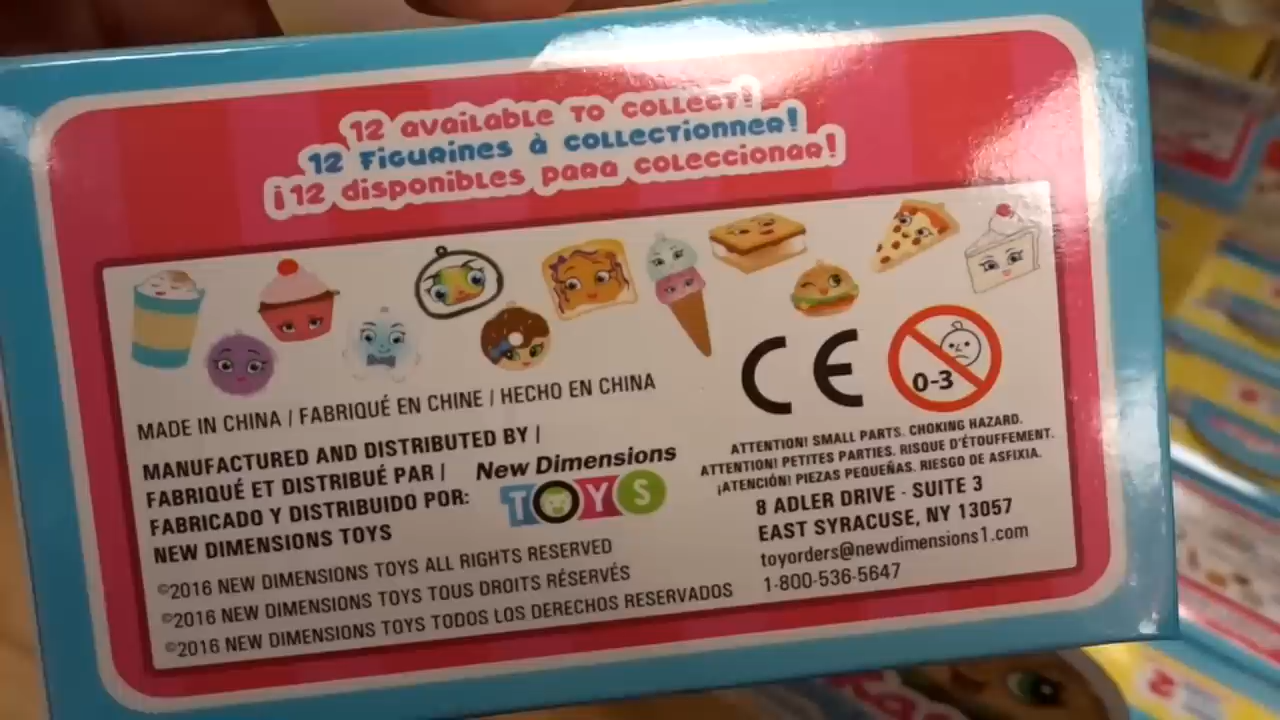 12 available to collect!
12 Figurines à collectionner!
¡12 disponibles para coleccionar!
MADE IN CHINA / FABRIQUÉ EN CHINE / HECHO EN CHINA
MANUFACTURED AND DISTRIBUTED BY |
FABRIQUÉ ET DISTRIBUÉ PAR |
FABRICADO Y DISTRIBUIDO POR:
NEW DIMENSIONS TOYS
New Dimensions
TOYS
©2016 NEW DIMENSIONS TOYS ALL RIGHTS RESERVED
©2016 NEW DIMENSIONS TOYS TOUS DROITS RÉSERVÉS
©2016 NEW DIMENSIONS TOYS TODOS LOS DERECHOS RESERVADOS
CE
0-3
ATTENTION! SMALL PARTS. CHOKING HAZARD.
ATTENTION! PETITES PARTIES. RISQUE D'ÉTOUFFEMENT.
¡ATENCIÓN! PIEZAS PEQUEÑAS. RIESGO DE ASFIXIA.
8 ADLER DRIVE - SUITE 3
EAST SYRACUSE, NY 13057
toyorders@newdimensions1.com
1-800-536-5647